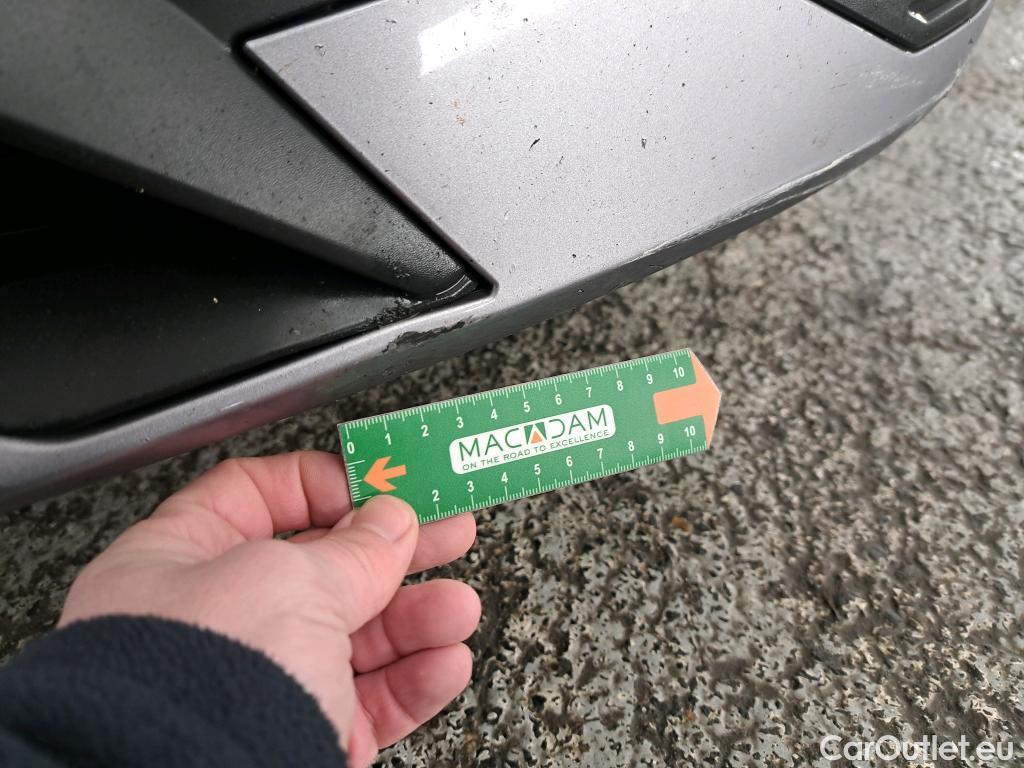 0 1 2 3 4 5 6 7 8 9 10
MACADAM
ON THE ROAD TO EXCELLENCE
2 3 4 5 6 7 8 9 10
CarOutlet.eu